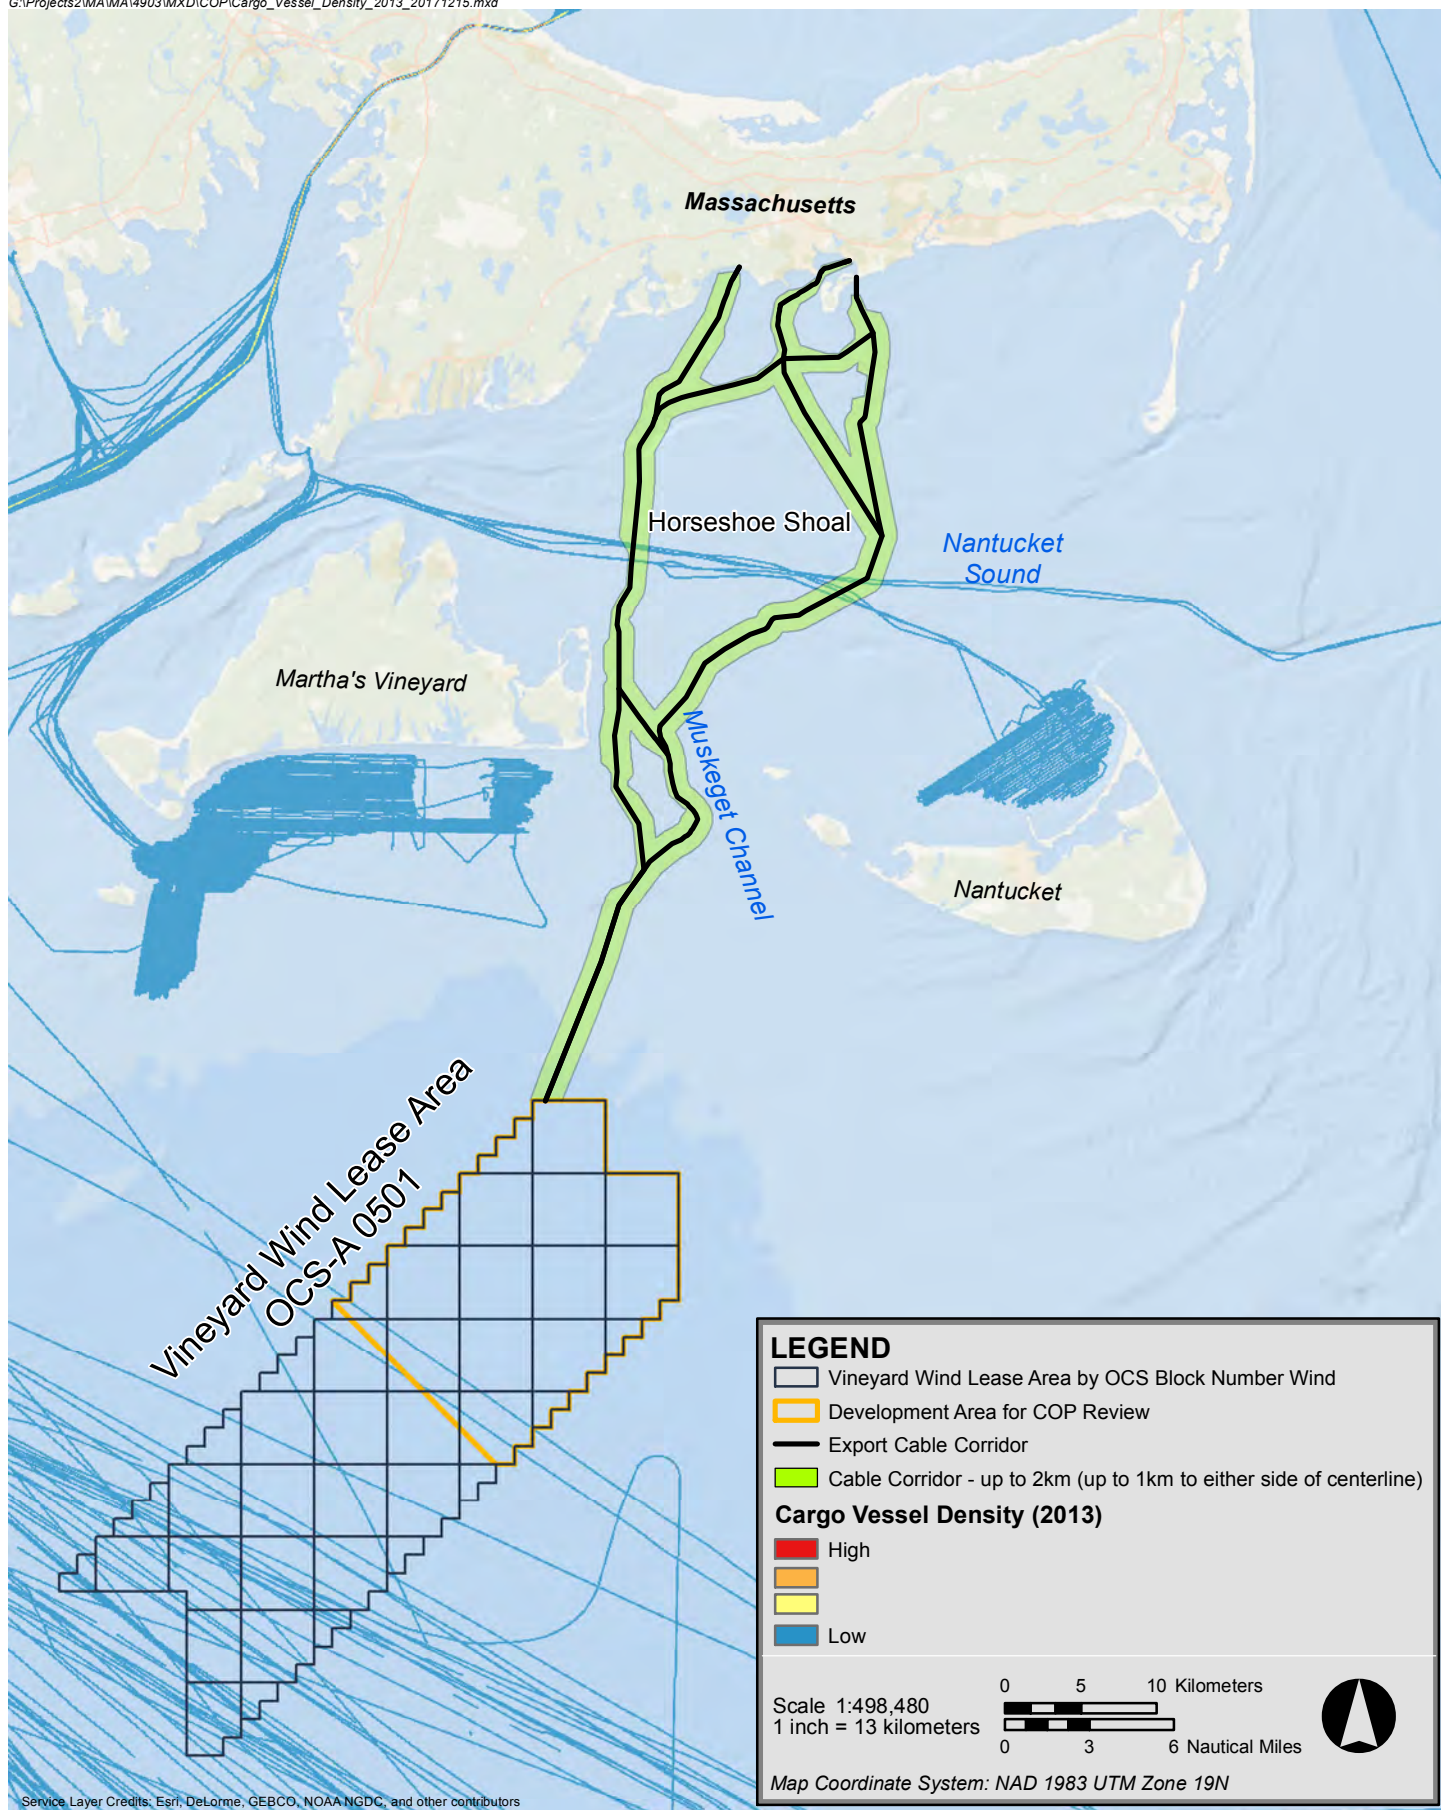 G:\Projects2\MA\MA\4903\MXD\COP\Cargo_Vessel_Density_2013_20171215.mxd
Massachusetts
Horseshoe Shoal
Nantucket
Sound
Martha's Vineyard
Muskeget Channel
Nantucket
Vineyard Wind Lease Area
OCS-A 0501
LEGEND
Vineyard Wind Lease Area by OCS Block Number Wind
Development Area for COP Review
Export Cable Corridor
Cable Corridor - up to 2km (up to 1km to either side of centerline)
Cargo Vessel Density (2013)
High
Low
0 5 10 Kilometers
Scale 1:498,480
1 inch = 13 kilometers
0 3 6 Nautical Miles
Map Coordinate System: NAD 1983 UTM Zone 19N
Service Layer Credits: Esri, DeLorme, GEBCO, NOAA NGDC, and other contributors